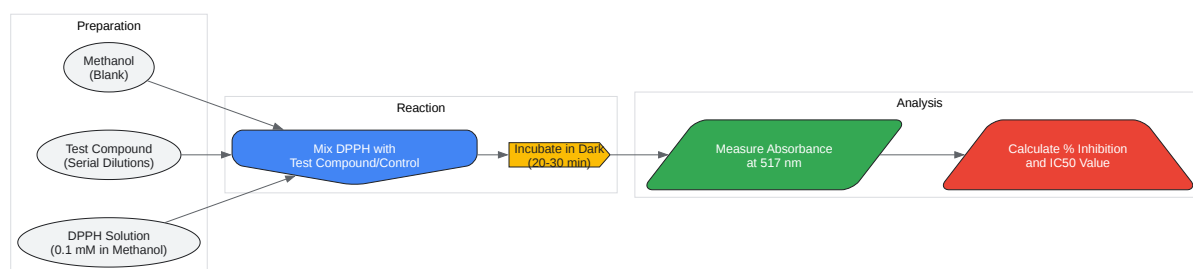 Preparation
Methanol
(Blank)
Test Compound
(Serial Dilutions)
DPPH Solution
(0.1 mM in Methanol)
Reaction
Mix DPPH with
Test Compound/Control
Incubate in Dark
(20-30 min)
Analysis
Measure Absorbance
at 517 nm
Calculate % Inhibition
and IC50 Value